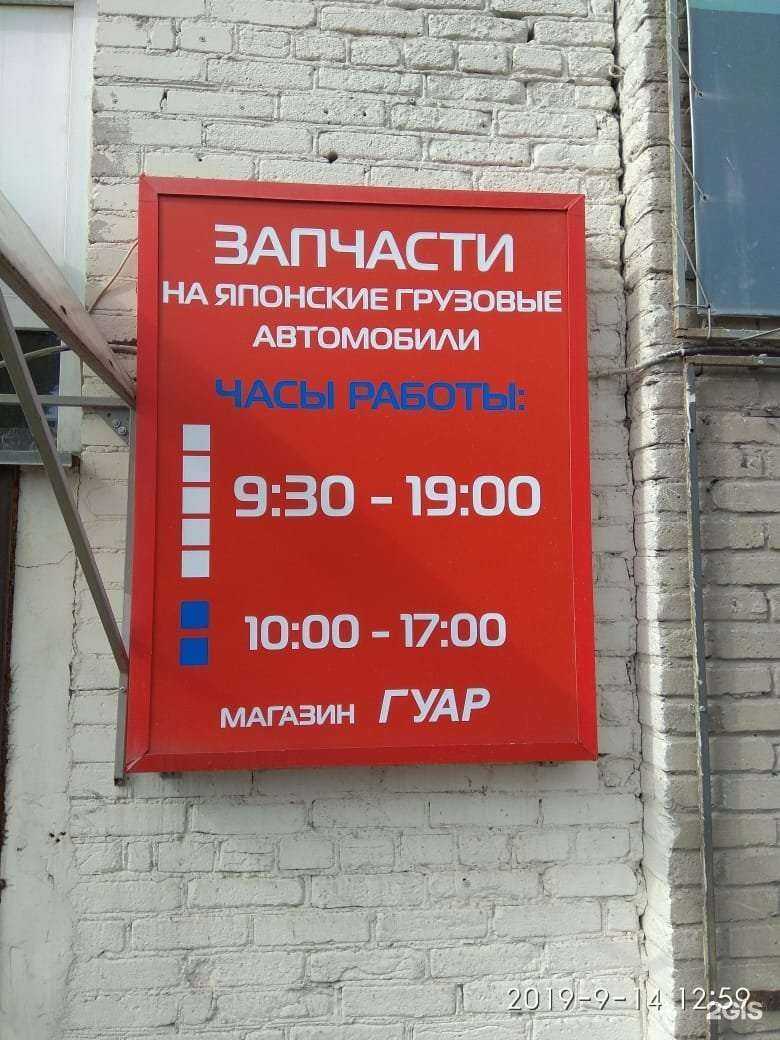 ЗАПЧАСТИ
НА ЯПОНСКИЕ ГРУЗОВЫЕ
АВТОМОБИЛИ
ЧАСЫ РАБОТЫ:
9:30 - 19:00
10:00 - 17:00
МАГАЗИН ГУАР
2019-9-14 12:59
2GIS